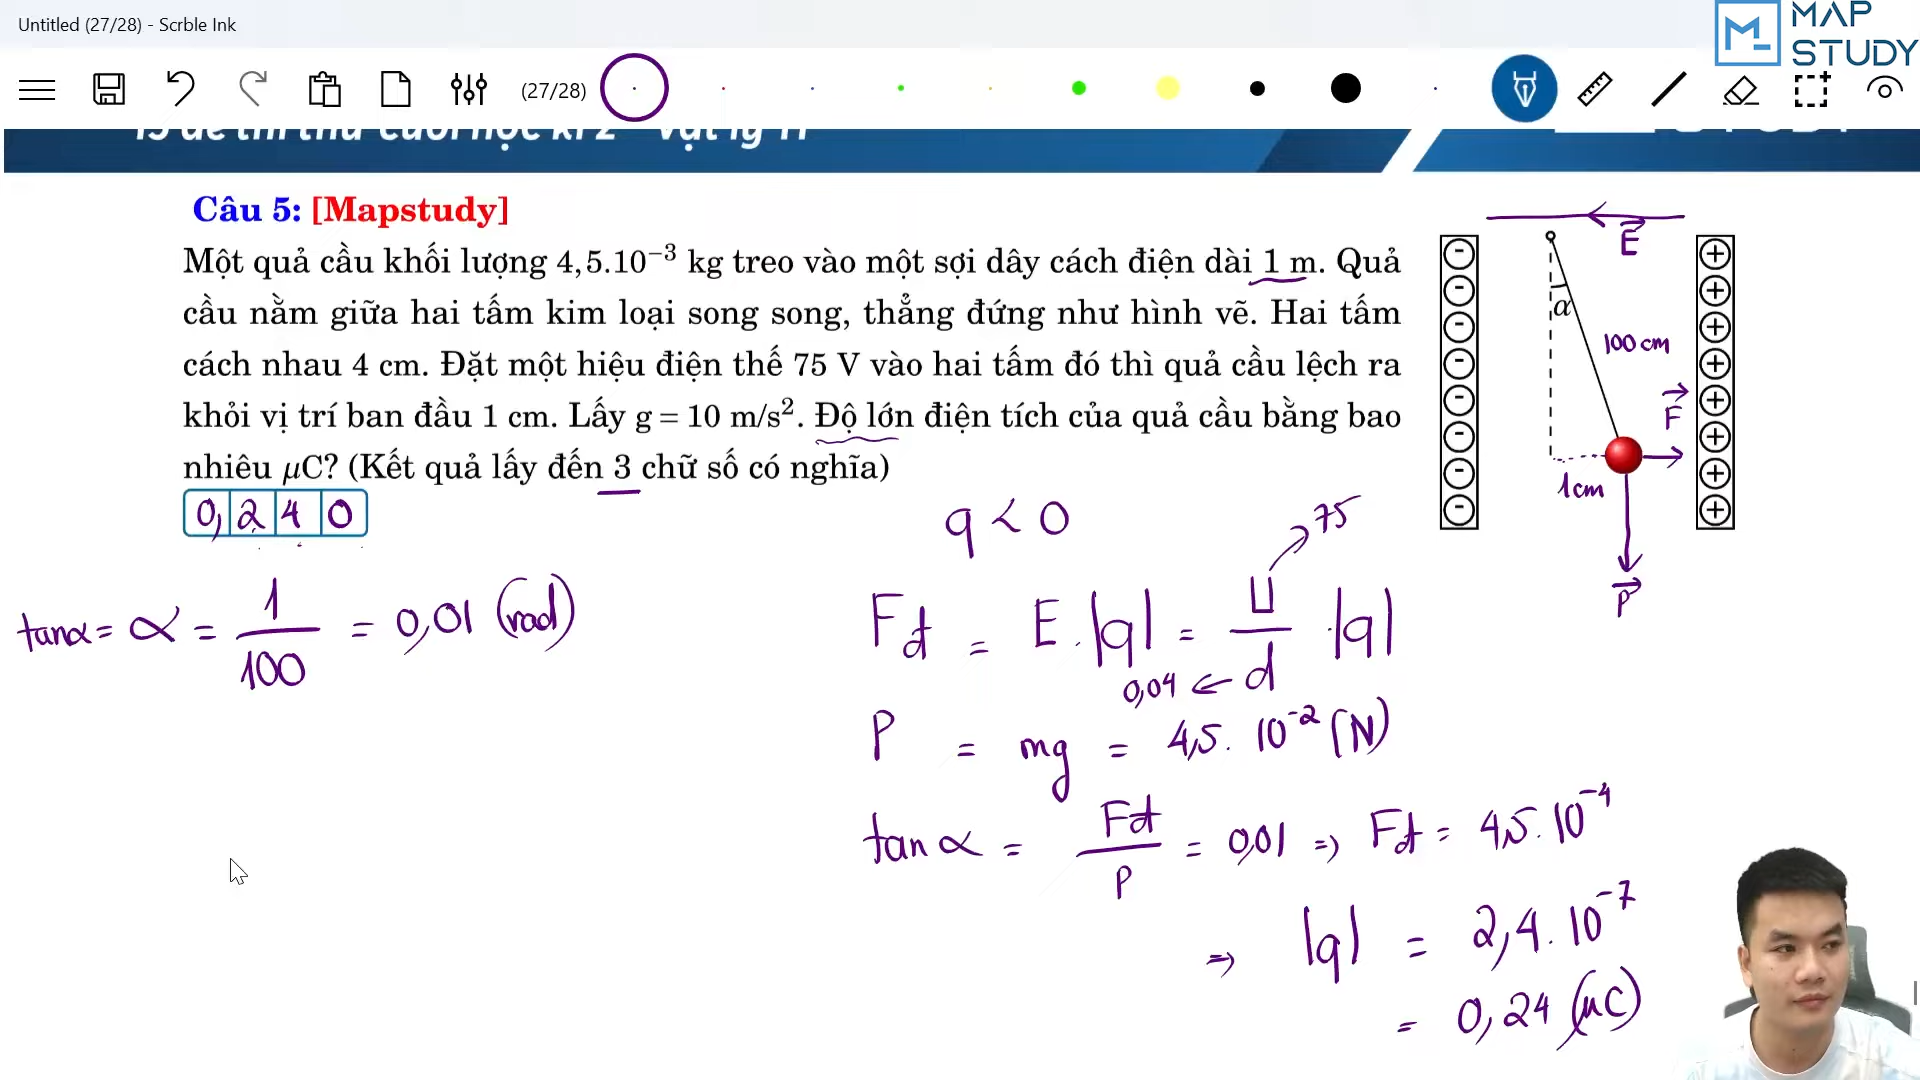 Untitled (27/28) - Scrble Ink
MAP
STUDY
(27/28)
Câu 5: [Mapstudy]
Một quả cầu khối lượng 4,5.10⁻³ kg treo vào một sợi dây cách điện dài 1 m. Quả
cầu nằm giữa hai tấm kim loại song song, thẳng đứng như hình vẽ. Hai tấm
cách nhau 4 cm. Đặt một hiệu điện thế 75 V vào hai tấm đó thì quả cầu lệch ra
khỏi vị trí ban đầu 1 cm. Lấy g = 10 m/s². Độ lớn điện tích của quả cầu bằng bao
nhiêu μC? (Kết quả lấy đến 3 chữ số có nghĩa)
0,240
E
α
100 cm
F
1cm
P
q < 0
75
tanα = α = 1/100 = 0,01 (rad)
Fđ = E.|q| = U/d .|q|
0,04
P = mg = 4,5.10⁻² (N)
tanα = Fđ/P = 0,01 ⇒ Fđ = 4,5.10⁻⁴
⇒ |q| = 2,4.10⁻⁷
= 0,24 (μC)